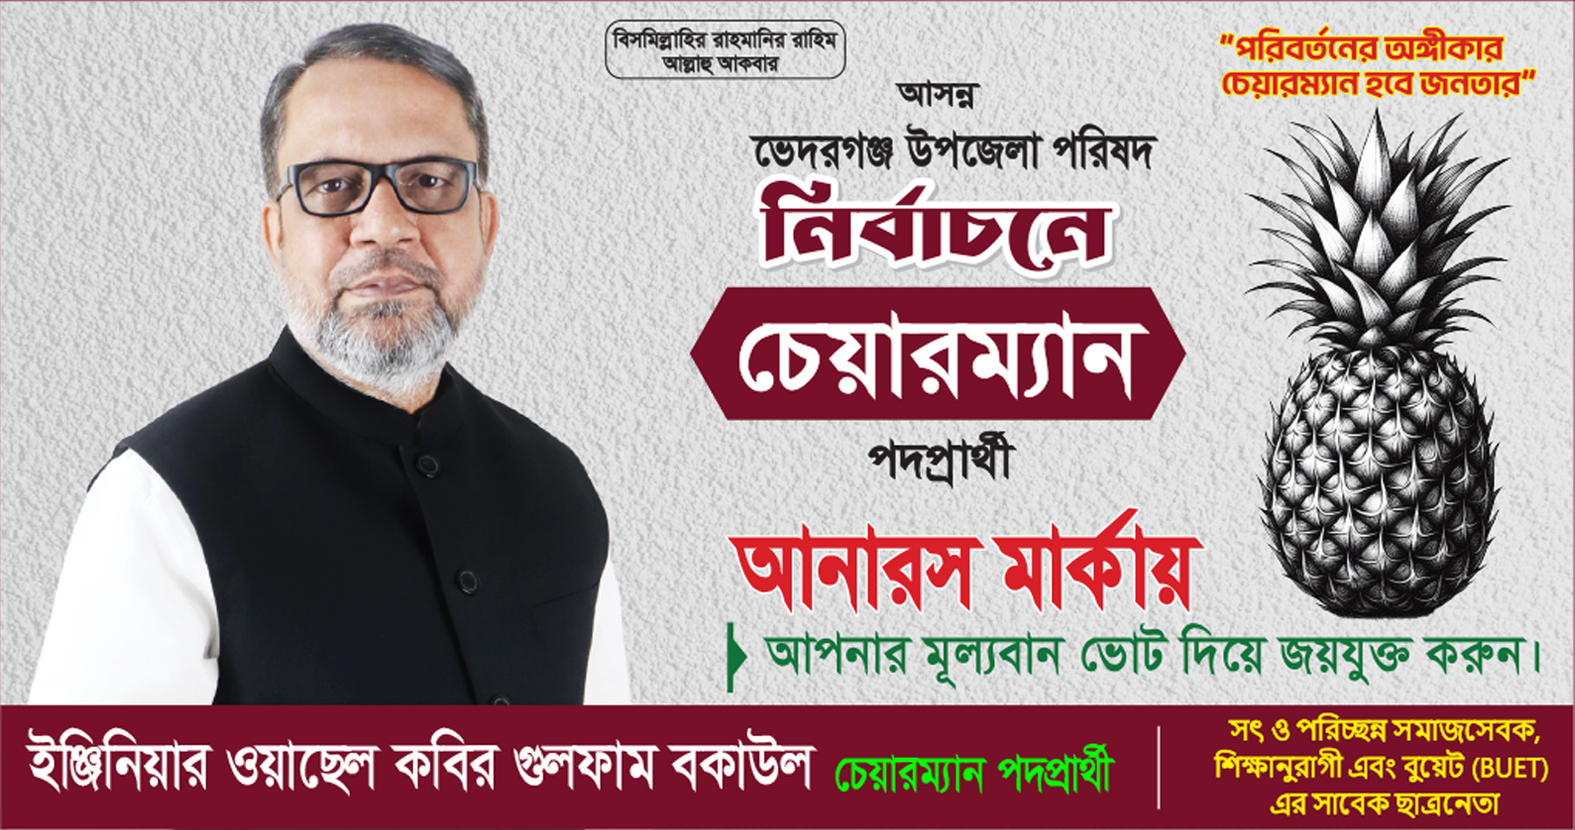 বিসমিল্লাহির রাহমানির রাহিম
আল্লাহু আকবার
"পরিবর্তনের অঙ্গীকার
চেয়ারম্যান হবে জনতার"
আসন্ন
ভেদরগঞ্জ উপজেলা পরিষদ
নির্বাচনে
চেয়ারম্যান
পদপ্রার্থী
আনারস মার্কায়
আপনার মূল্যবান ভোট দিয়ে জয়যুক্ত করুন।
ইঞ্জিনিয়ার ওয়াছেল কবির গুলফাম বকাউল চেয়ারম্যান পদপ্রার্থী
সৎ ও পরিচ্ছন্ন সমাজসেবক,
শিক্ষানুরাগী এবং বুয়েট (BUET)
এর সাবেক ছাত্রনেতা